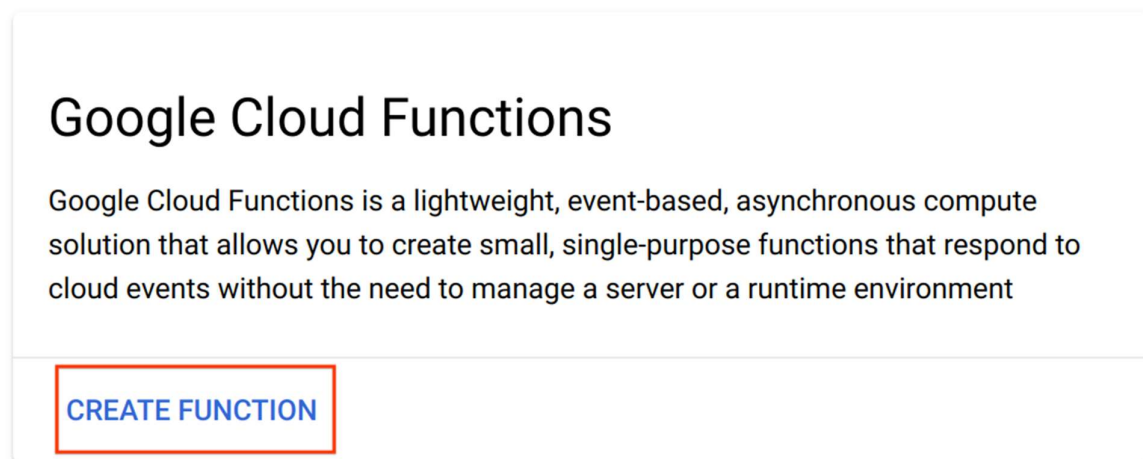 Google Cloud Functions
Google Cloud Functions is a lightweight, event-based, asynchronous compute
solution that allows you to create small, single-purpose functions that respond to
cloud events without the need to manage a server or a runtime environment
CREATE FUNCTION